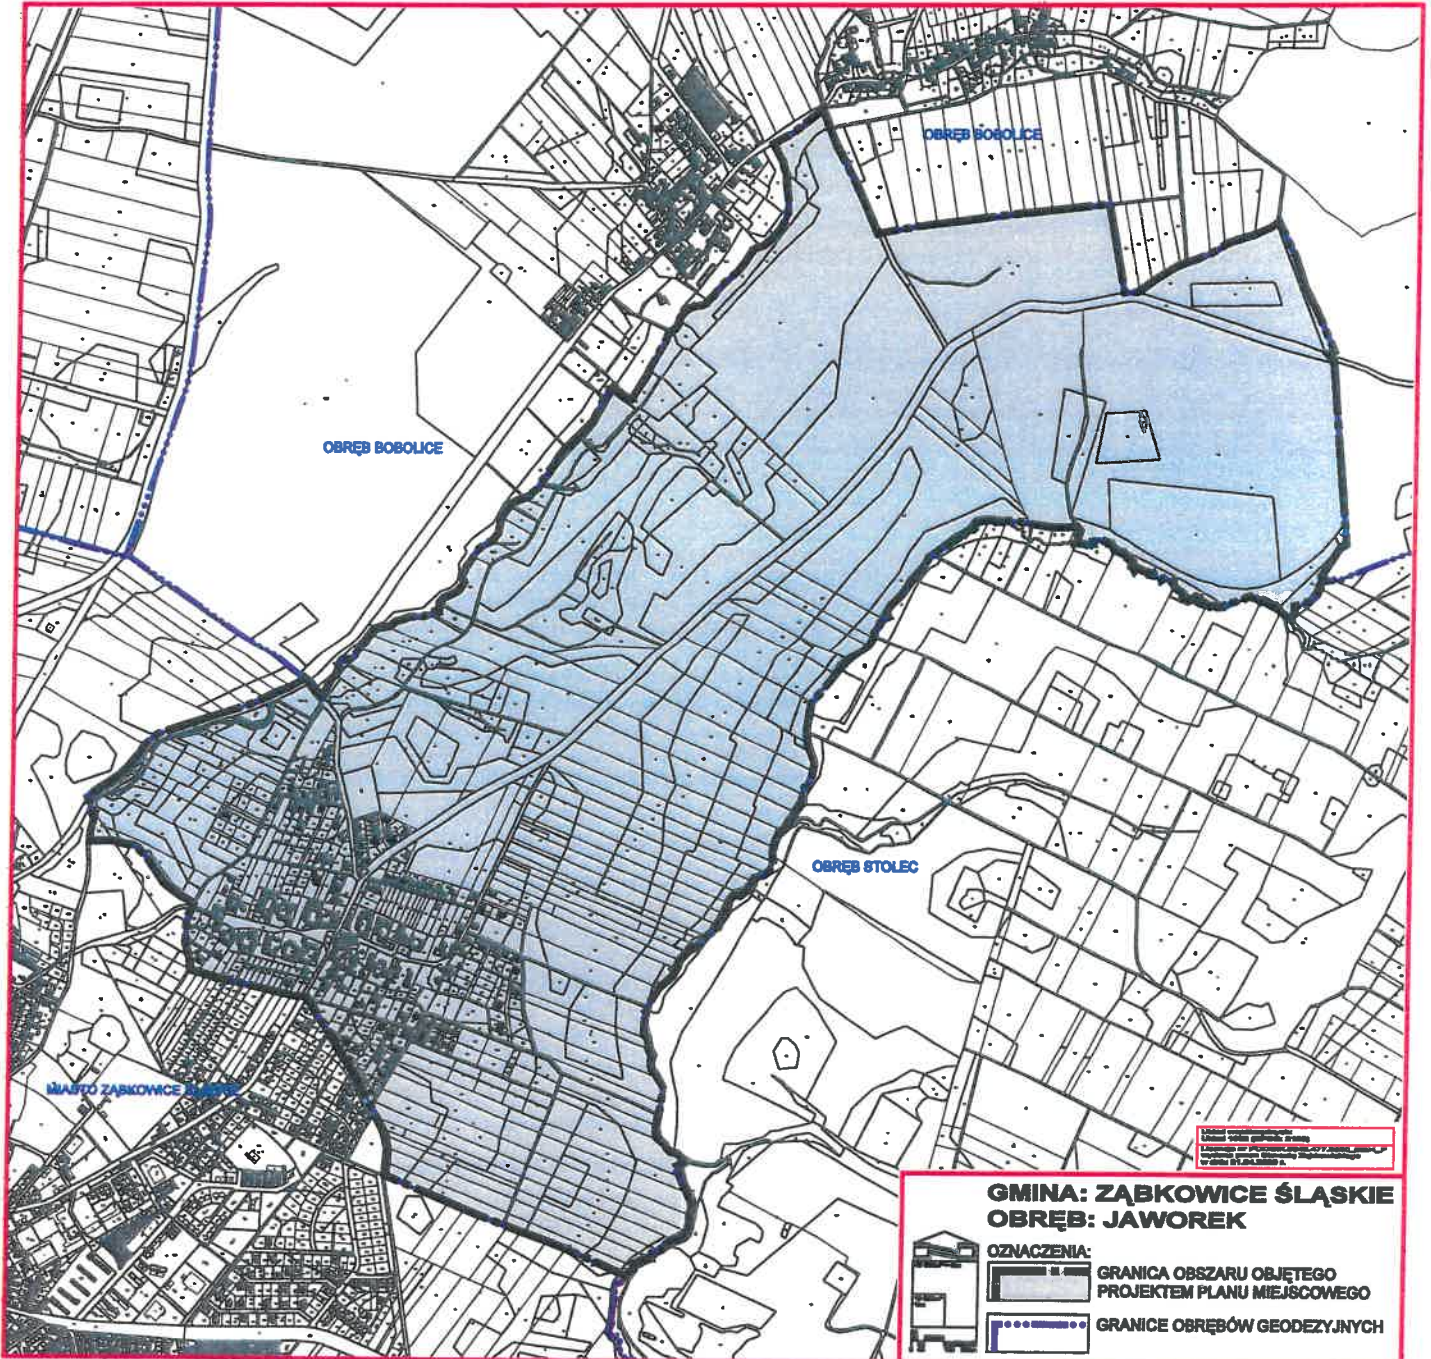 OBRĘB BOBOLICE
OBRĘB BOBOLICE
OBRĘB STOLEC
MIASTO ZĄBKOWICE
GMINA: ZĄBKOWICE ŚLĄSKIE
OBRĘB: JAWOREK
OZNACZENIA:
GRANICA OBSZARU OBJĘTEGO
PROJEKTEM PLANU MIEJSCOWEGO
GRANICE OBRĘBÓW GEODEZYJNYCH